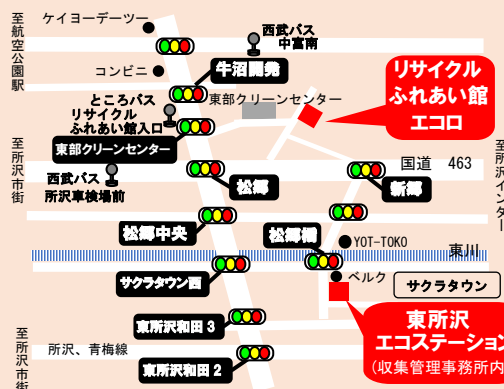 至航空公園駅
ケイヨーデーツー
西武バス
中富南
コンビニ
牛沼開発
リサイクル
ふれあい館
エコロ
ところバス
リサイクル
ふれあい館入口
東部クリーンセンター
東部クリーンセンター
至所沢市街
西武バス
所沢車検場前
松郷
国道 463
新郷
至所沢インター
松郷中央
松郷橋
YOT-TOKO
東川
サクラタウン西
ベルク
サクラタウン
東所沢和田 3
東所沢
エコステーション
(収集管理事務所内
至所沢市街
所沢、青梅線
東所沢和田 2